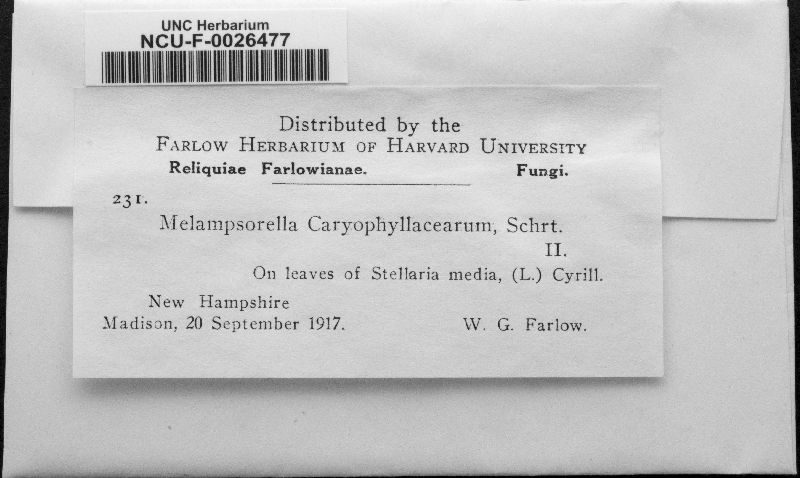 UNC Herbarium
NCU-F-0026477
Distributed by the
FARLOW HERBARIUM OF HARVARD UNIVERSITY
Reliquiae Farlowianae. Fungi.
231.
Melampsorella Caryophyllacearum, Schrt.
II.
On leaves of Stellaria media, (L.) Cyrill.
New Hampshire
Madison, 20 September 1917. W. G. Farlow.